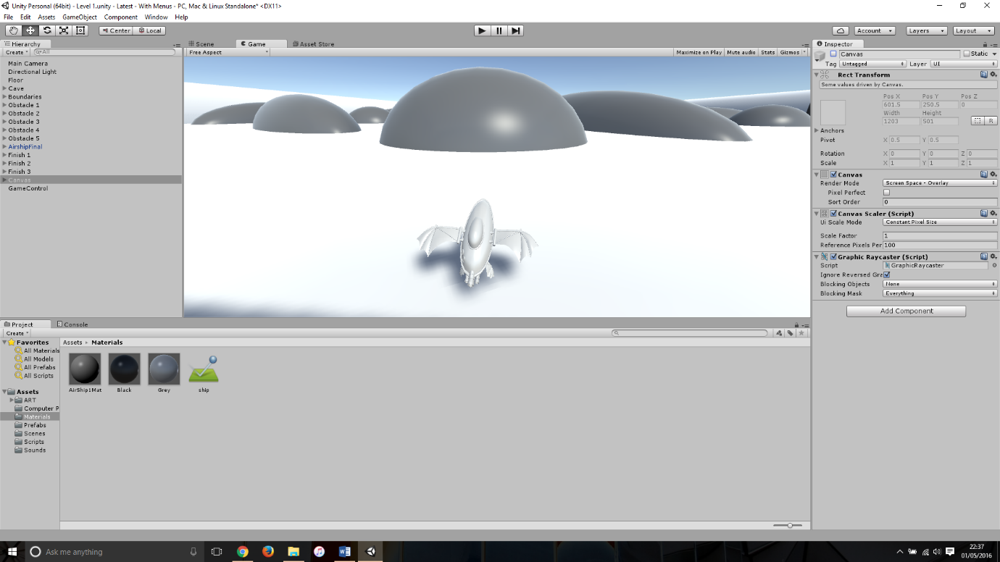 Unity Personal (64bit) - Level 1.unity - Latest - With Menus - PC, Mac & Linux Standalone* <DX11>
File Edit Assets GameObject Component Window Help
Center Local Account Layers Layout
Hierarchy
Create All
Main Camera
Directional Light
Floor
Cave
Boundaries
Obstacle 1
Obstacle 2
Obstacle 3
Obstacle 4
Obstacle 5
AirshipFinal
Finish 1
Finish 2
Finish 3
Canvas
GameControl
Scene Game Asset Store
Free Aspect Maximize on Play Mute audio Stats Gizmos
Inspector
Canvas Static
Tag Untagged Layer UI
Rect Transform
Some values driven by Canvas.
Pos X Pos Y Pos Z
601.5 250.5 0
Width Height
1203 501
R
Anchors
Pivot X 0.5 Y 0.5
Rotation X 0 Y 0 Z 0
Scale X 1 Y 1 Z 1
Canvas
Render Mode Screen Space - Overlay
Pixel Perfect
Sort Order 0
Canvas Scaler (Script)
Ui Scale Mode Constant Pixel Size
Scale Factor 1
Reference Pixels Per 100
Graphic Raycaster (Script)
Script GraphicRaycaster
Ignore Reversed Gra
Blocking Objects None
Blocking Mask Everything
Add Component
Project Console
Create
Favorites
All Materials
All Models
All Prefabs
All Scripts
Assets
ART
Computer P
Materials
Prefabs
Scenes
Scripts
Sounds
Assets Materials
AirShip1Mat Black Grey ship
Ask me anything
22:37
01/05/2016